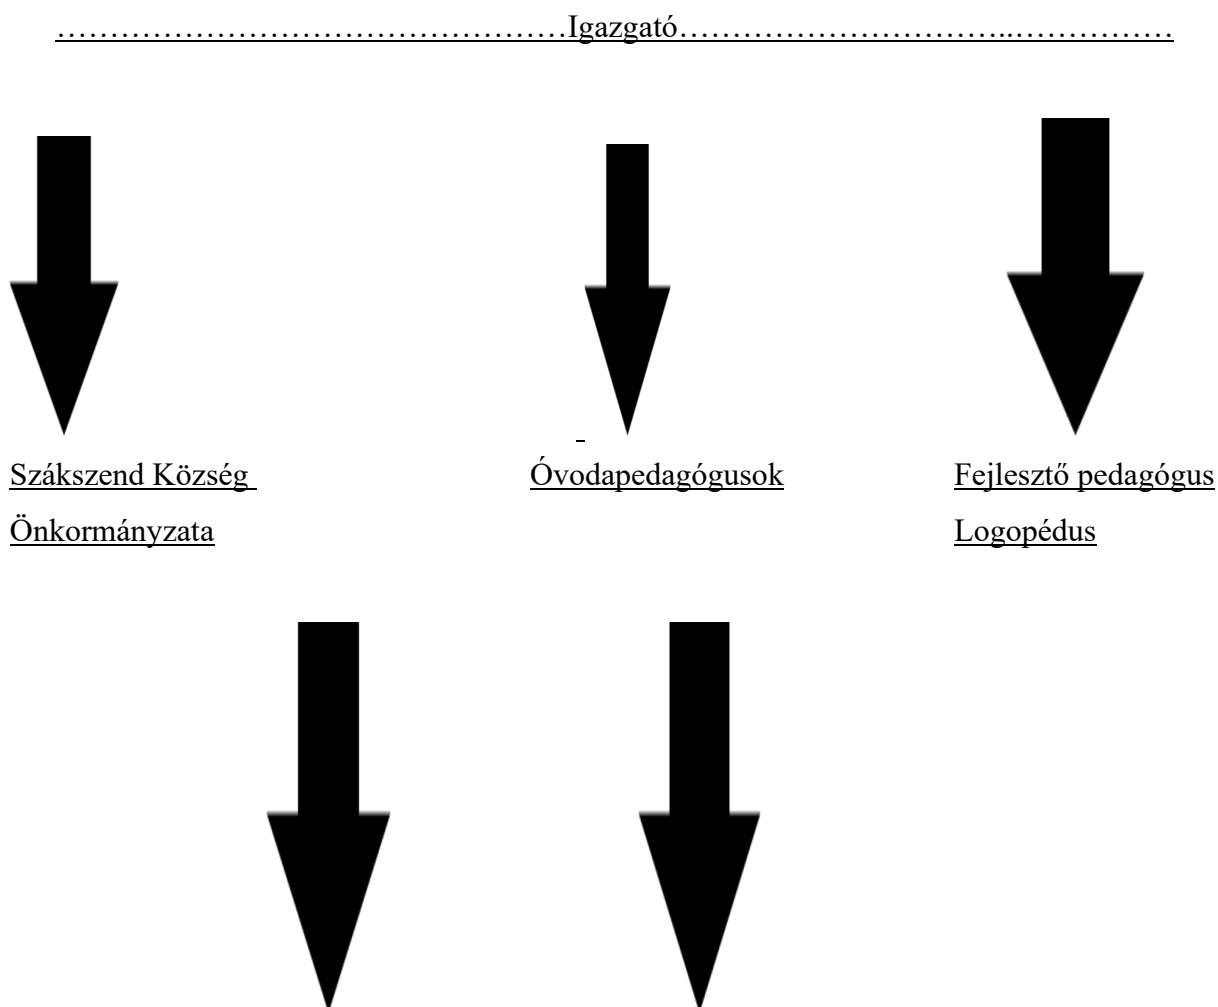 ……………………………………………Igazgató…………………………..……………
Szákszend Község
Óvodapedagógusok
Fejlesztő pedagógus
Önkormányzata
Logopédus